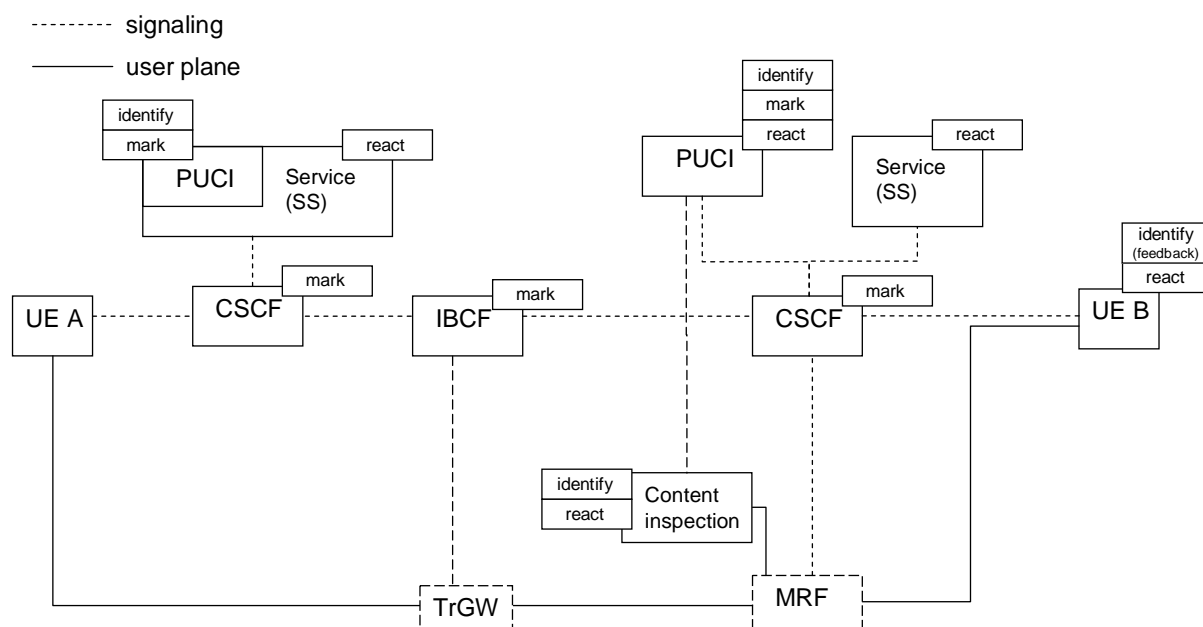 signaling
user plane
identify
mark
PUCI
Service
(SS)
react
identify
mark
react
PUCI
react
Service
(SS)
identify
(feedback)
react
UE A
CSCF
mark
IBCF
mark
CSCF
mark
UE B
identify
react
Content
inspection
TrGW
MRF